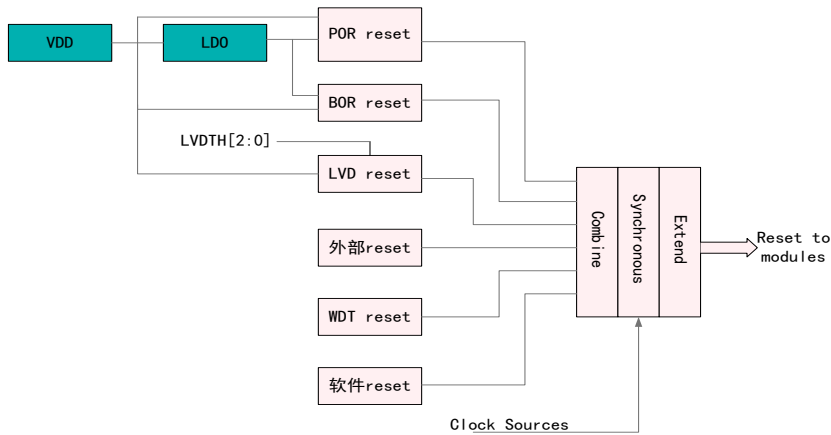 VDD
LDO
POR reset
BOR reset
LVDTH[2:0]
LVD reset
外部reset
WDT reset
软件reset
Combine
Synchronous
Extend
Reset to
modules
Clock Sources